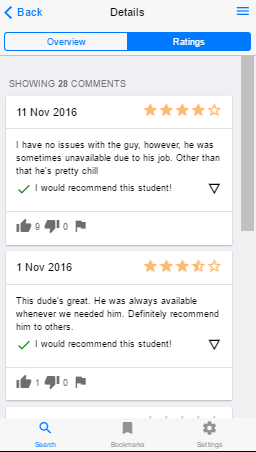 Back Details
Overview Ratings
SHOWING 28 COMMENTS
11 Nov 2016
I have no issues with the guy, however, he was
sometimes unavailable due to his job. Other than
that he's pretty chill
I would recommend this student!
9 0
1 Nov 2016
This dude's great. He was always available
whenever we needed him. Definitely recommend
him to others.
I would recommend this student!
1 0
Search Bookmarks Settings